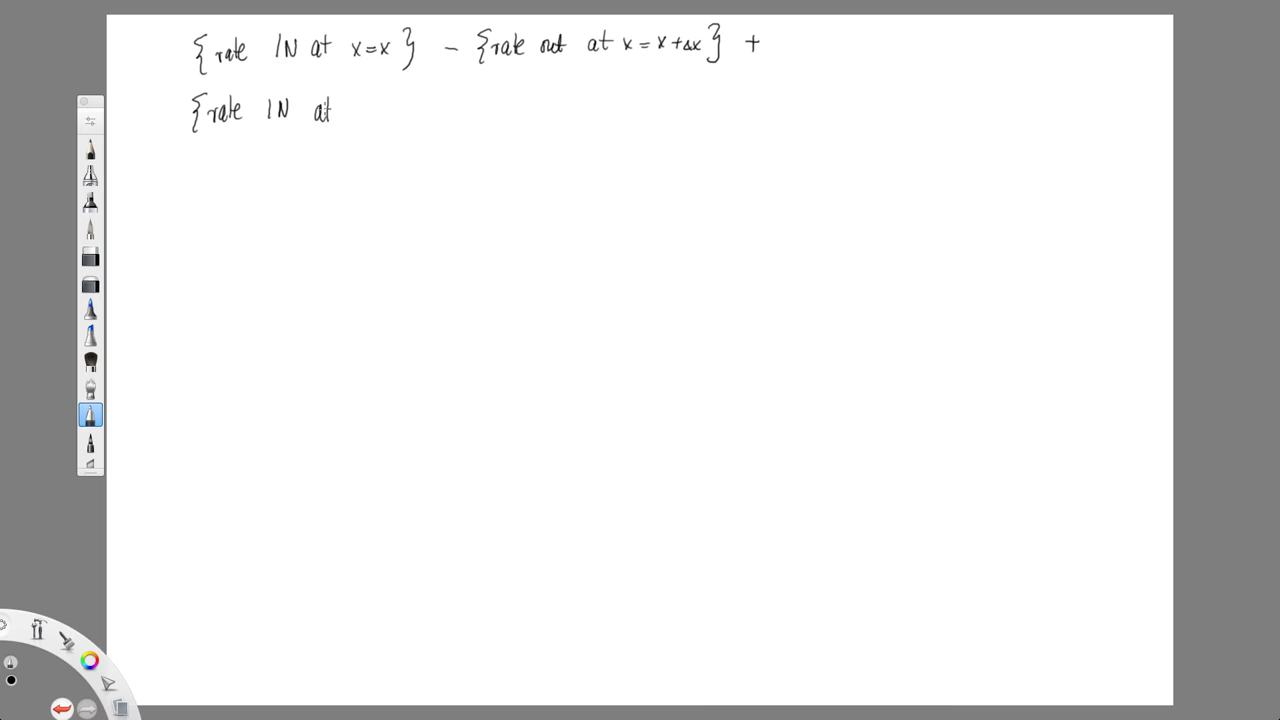 {rate IN at x=x} - {rate out at x = x+Δx} +
{rate IN at